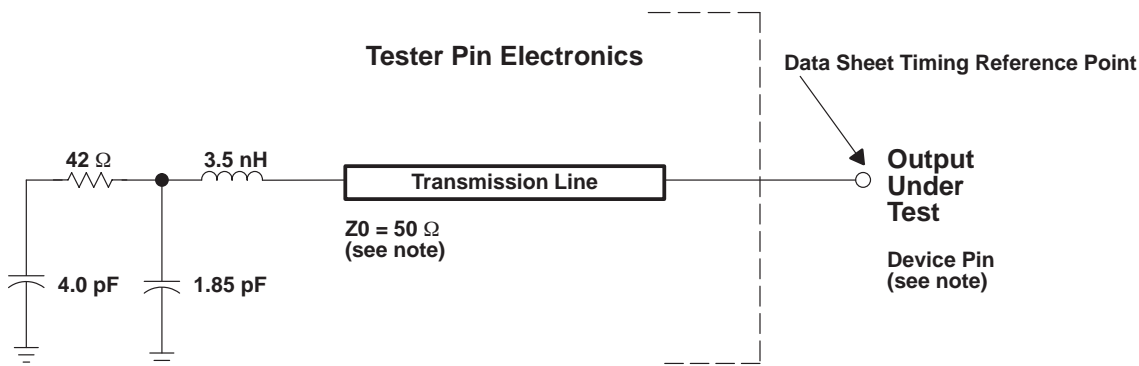 Tester Pin Electronics
Data Sheet Timing Reference Point
42 Ω
3.5 nH
Transmission Line
Output
Under
Test
Z0 = 50 Ω
(see note)
Device Pin
(see note)
4.0 pF
1.85 pF